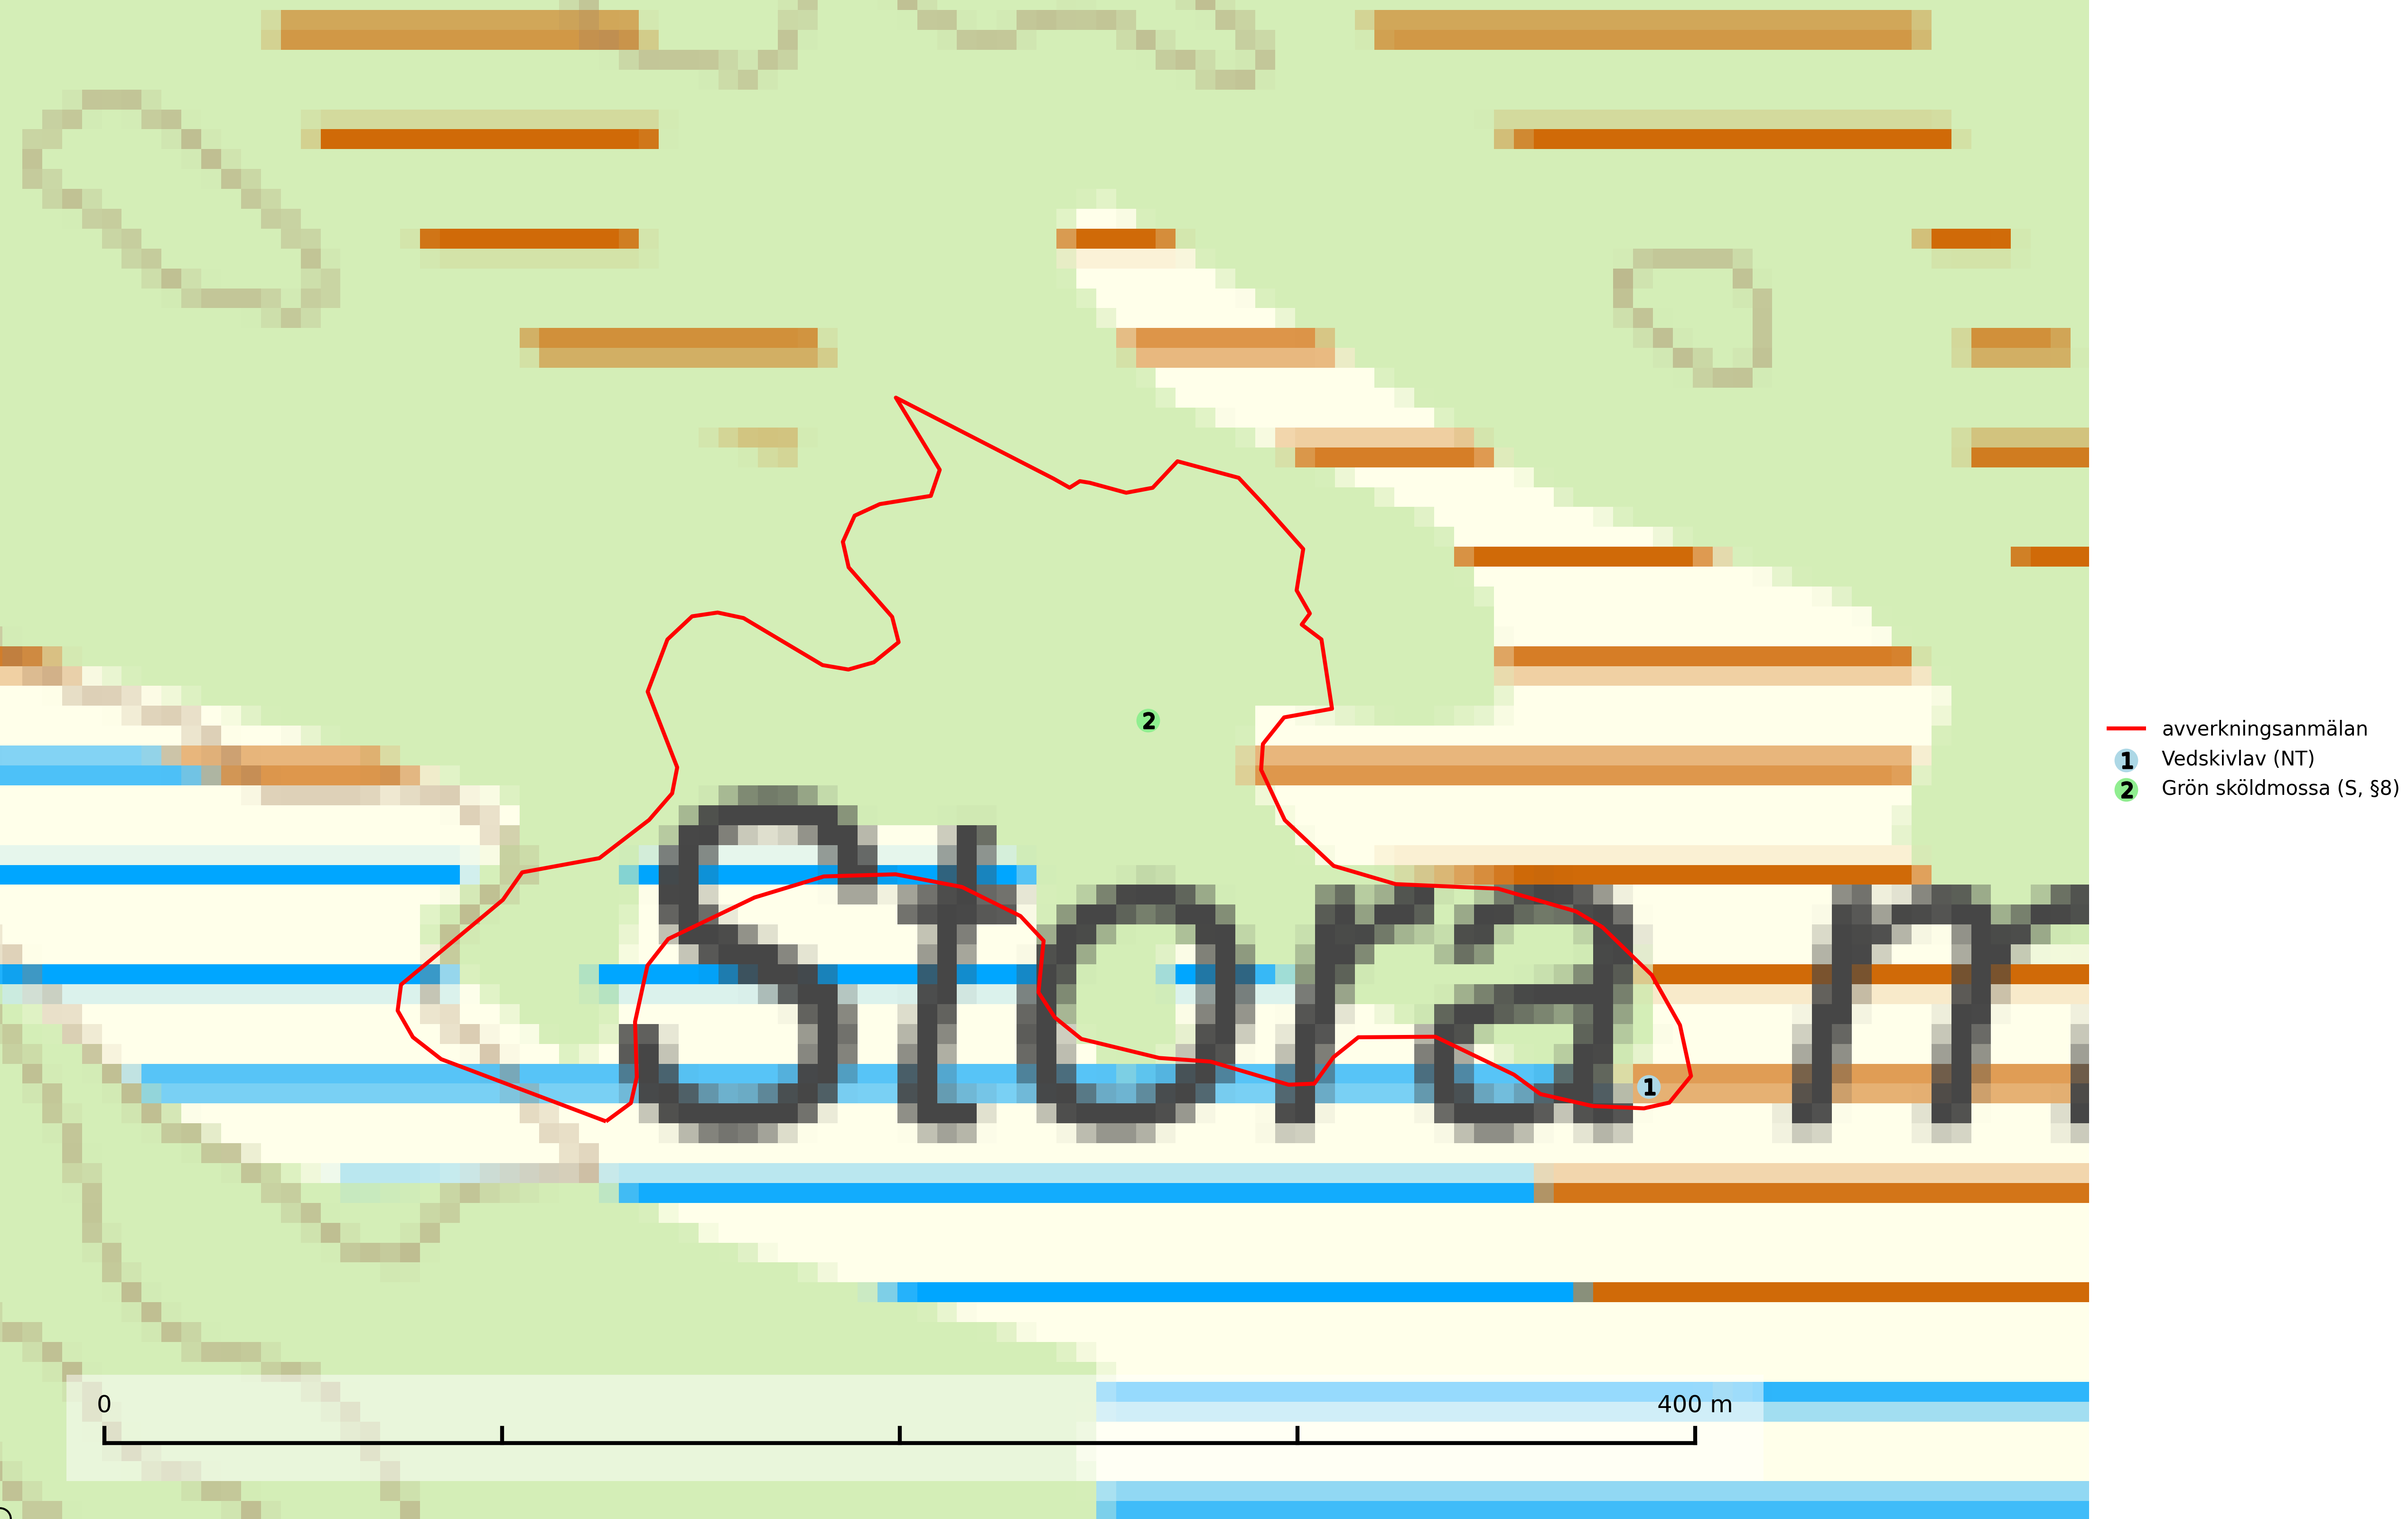 2
avverkningsanmälan
1 Vedskivlav (NT)
2 Grön sköldmossa (S, §8)
Stora m
1
0 400 m